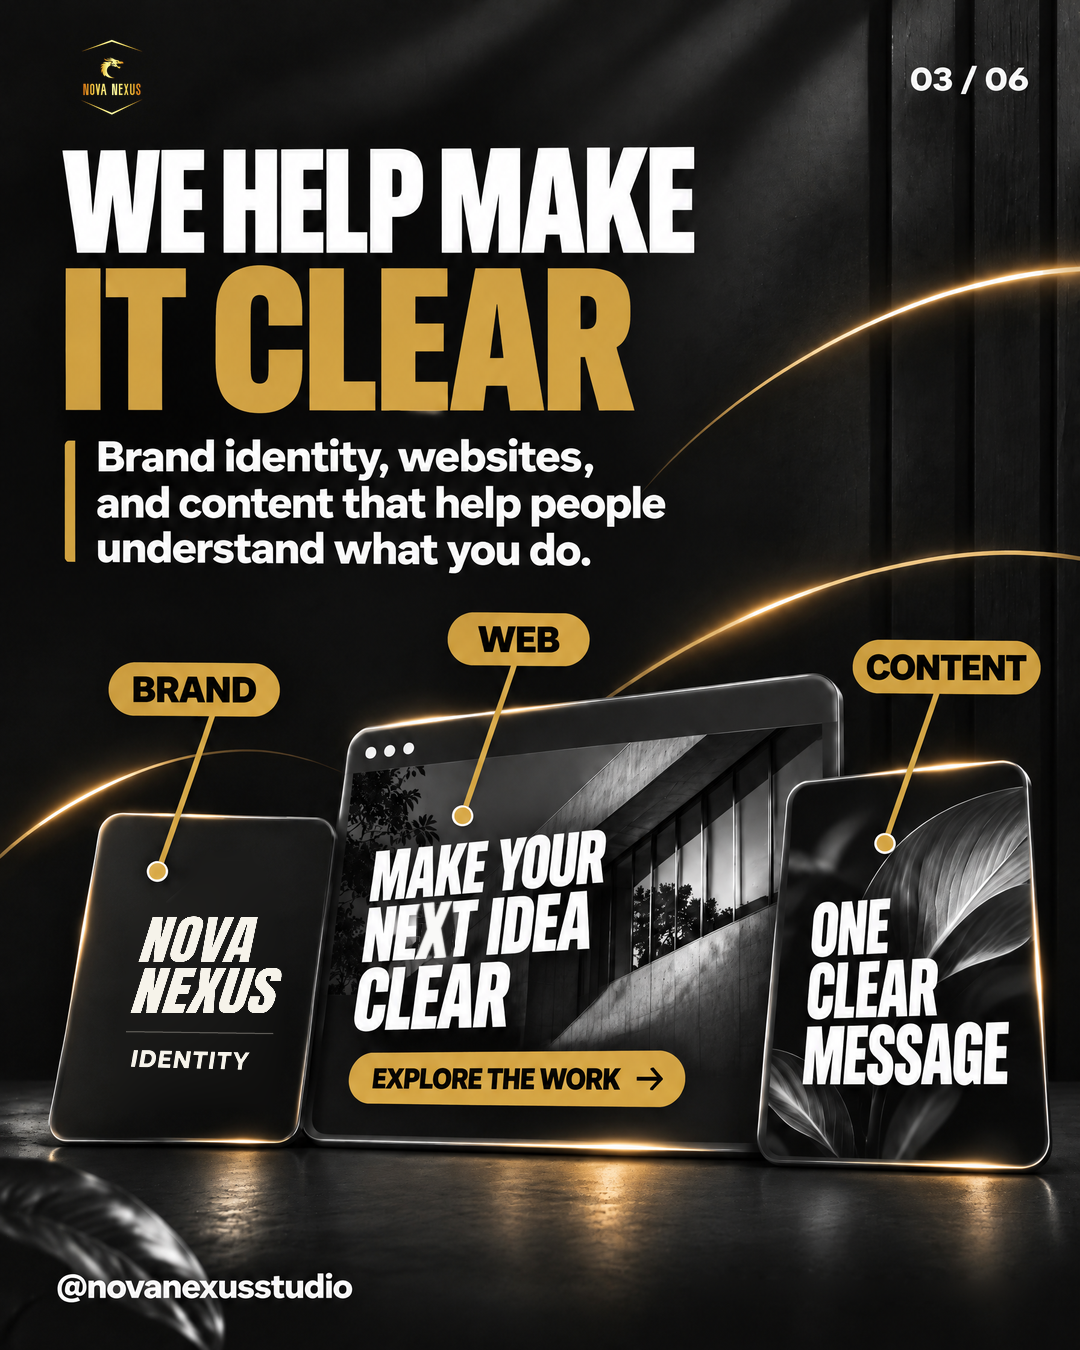 NOVA NEXUS
03 / 06
WE HELP MAKE
IT CLEAR
Brand identity, websites,
and content that help people
understand what you do.
BRAND
WEB
CONTENT
NOVA
NEXUS
IDENTITY
MAKE YOUR
NEXT IDEA
CLEAR
EXPLORE THE WORK →
ONE
CLEAR
MESSAGE
@novanexusstudio